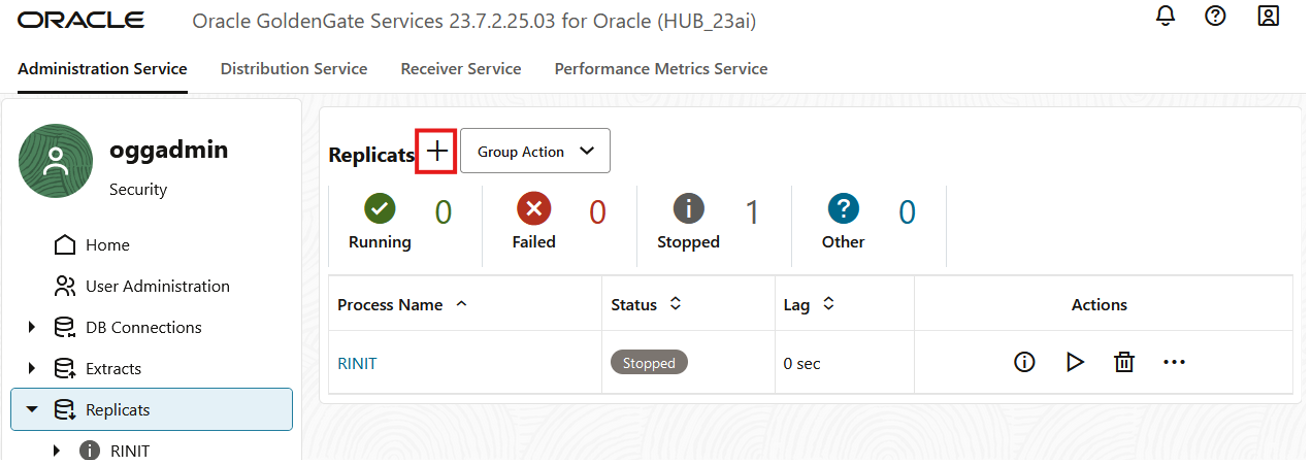 ORACLE Oracle GoldenGate Services 23.7.2.25.03 for Oracle (HUB_23ai)
Administration Service Distribution Service Receiver Service Performance Metrics Service
oggadmin
Security
Home
User Administration
DB Connections
Extracts
Replicats
RINIT
Replicats Group Action
0 0 1 0
Running Failed Stopped Other
Process Name Status Lag Actions
RINIT Stopped 0 sec